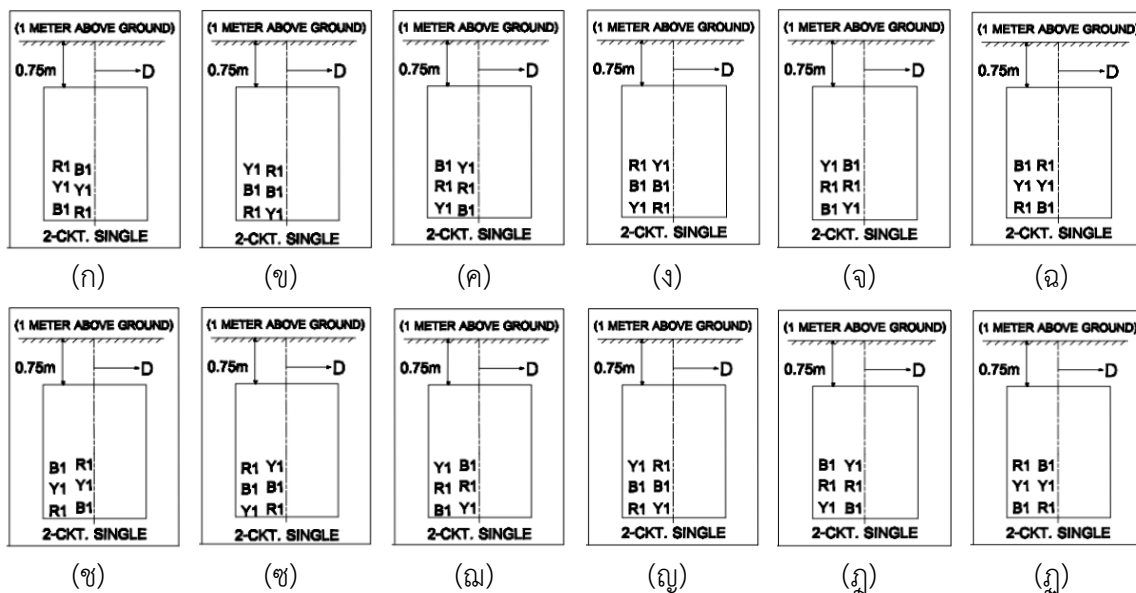 (1 METER ABOVE GROUND)
0.75m D
R1 B1
Y1 Y1
B1 R1
2-CKT. SINGLE
(ก)
(1 METER ABOVE GROUND)
0.75m D
Y1 R1
B1 B1
R1 Y1
2-CKT. SINGLE
(ข)
(1 METER ABOVE GROUND)
0.75m D
B1 Y1
R1 R1
Y1 B1
2-CKT. SINGLE
(ค)
(1 METER ABOVE GROUND)
0.75m D
R1 Y1
B1 B1
Y1 R1
2-CKT. SINGLE
(ง)
(1 METER ABOVE GROUND)
0.75m D
Y1 B1
R1 R1
B1 Y1
2-CKT. SINGLE
(จ)
(1 METER ABOVE GROUND)
0.75m D
B1 R1
Y1 Y1
R1 B1
2-CKT. SINGLE
(ฉ)
(1 METER ABOVE GROUND)
0.75m D
B1 R1
Y1 Y1
R1 B1
2-CKT. SINGLE
(ช)
(1 METER ABOVE GROUND)
0.75m D
R1 Y1
B1 B1
Y1 R1
2-CKT. SINGLE
(ซ)
(1 METER ABOVE GROUND)
0.75m D
Y1 B1
R1 R1
B1 Y1
2-CKT. SINGLE
(ฌ)
(1 METER ABOVE GROUND)
0.75m D
Y1 R1
B1 B1
R1 Y1
2-CKT. SINGLE
(ญ)
(1 METER ABOVE GROUND)
0.75m D
B1 Y1
R1 R1
Y1 B1
2-CKT. SINGLE
(ฎ)
(1 METER ABOVE GROUND)
0.75m D
R1 B1
Y1 Y1
B1 R1
2-CKT. SINGLE
(ฏ)